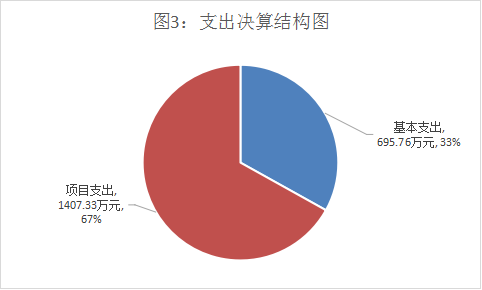 图3：支出决算结构图
基本支出,
695.76万元, 33%
项目支出,
1407.33万元,
67%